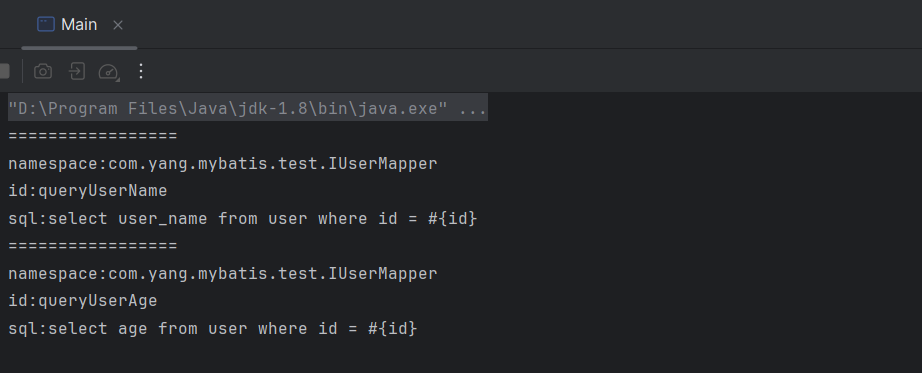 Main
"D:\Program Files\Java\jdk-1.8\bin\java.exe" ...
=================
namespace:com.yang.mybatis.test.IUserMapper
id:queryUserName
sql:select user_name from user where id = #{id}
=================
namespace:com.yang.mybatis.test.IUserMapper
id:queryUserAge
sql:select age from user where id = #{id}